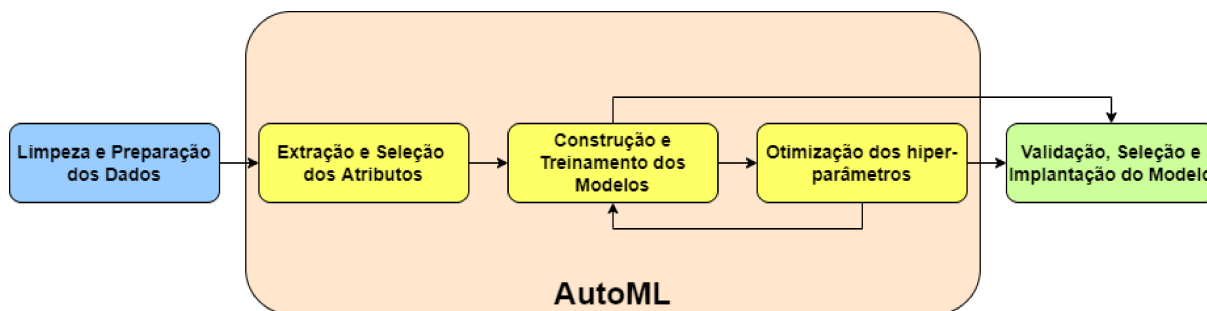 Limpeza e Preparação
dos Dados
Extração e Seleção
dos Atributos
Construção e
Treinamento dos
Modelos
Otimização dos hiper-
parâmetros
Validação, Seleção e
Implantação do Modelo
AutoML